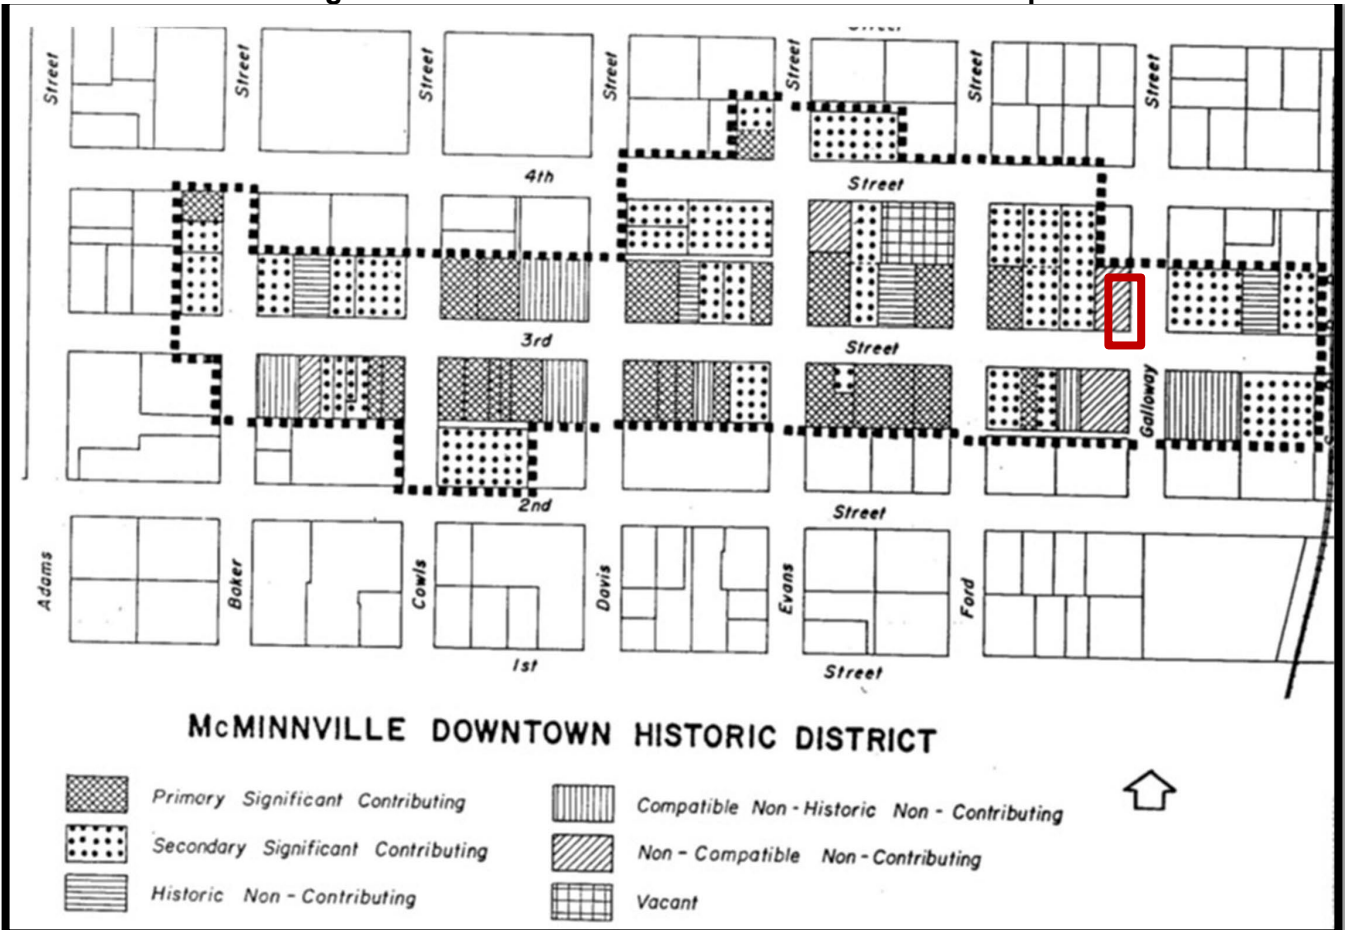 Street
Street
Street
Street
Street
Street
Street
4th
Street
3rd
Street
Galloway
2nd
Street
Adams
Baker
Cowls
Davis
Evans
Ford
1st
Street
McMINNVILLE DOWNTOWN HISTORIC DISTRICT
Primary Significant Contributing
Secondary Significant Contributing
Historic Non-Contributing
Compatible Non-Historic Non-Contributing
Non-Compatible Non-Contributing
Vacant